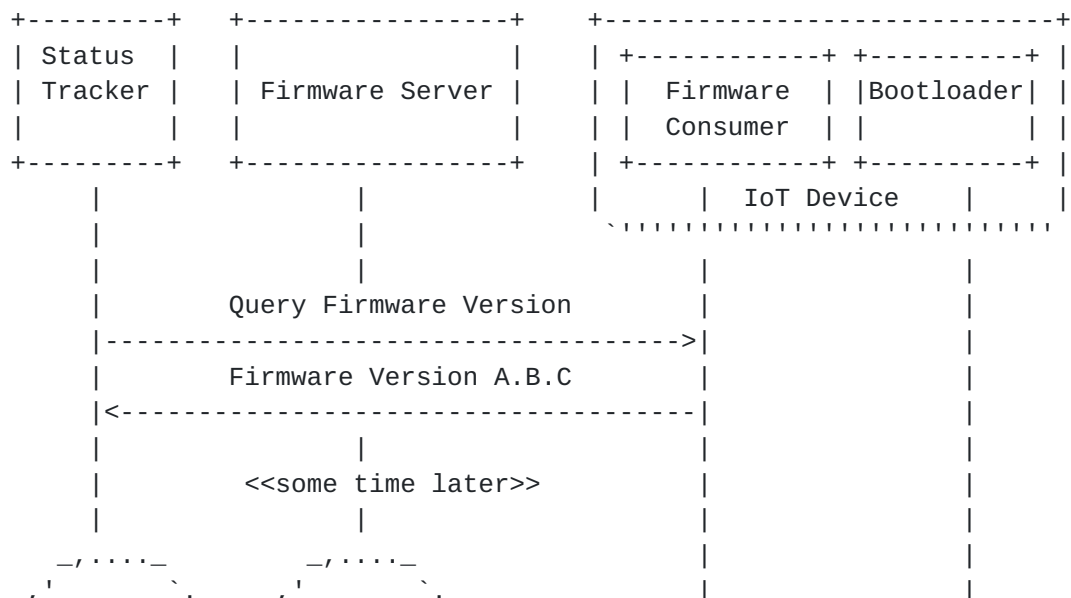 Status
Tracker Firmware Server Firmware Bootloader
Consumer
IoT Device
Query Firmware Version
Firmware Version A.B.C
<<some time later>>